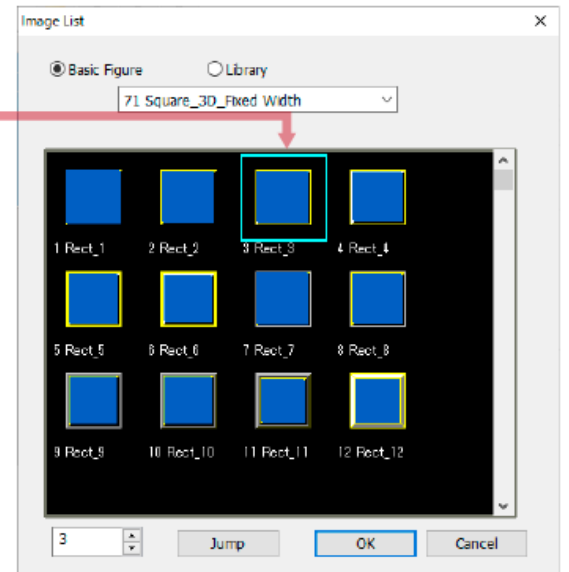 Image List
Basic Figure Library
71 Square_3D_Fixed Width
1 Rect_1 2 Rect_2 3 Rect_3 4 Rect_4
5 Rect_5 6 Rect_6 7 Rect_7 8 Rect_8
9 Rect_9 10 Rect_10 11 Rect_11 12 Rect_12
3 Jump OK Cancel